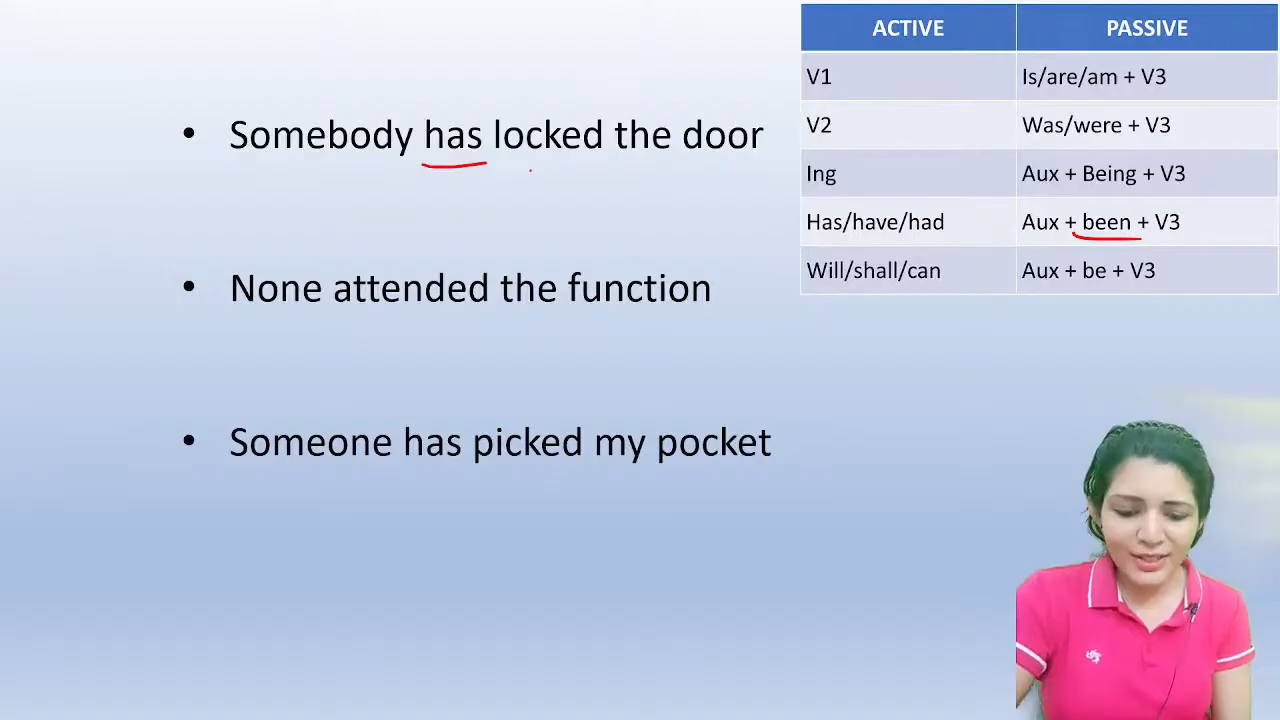 • Somebody has locked the door
• None attended the function
• Someone has picked my pocket
ACTIVE PASSIVE
V1 Is/are/am + V3
V2 Was/were + V3
Ing Aux + Being + V3
Has/have/had Aux + been + V3
Will/shall/can Aux + be + V3